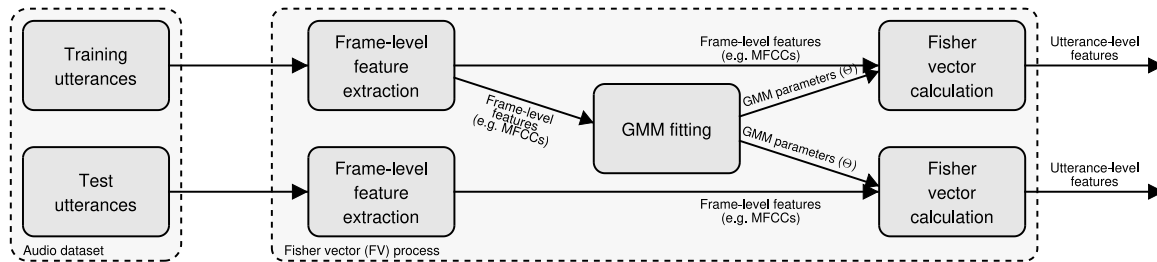 Training
utterances
Test
utterances
Audio dataset
Frame-level
feature
extraction
Frame-level
feature
extraction
Frame-level
features
(e.g. MFCCs)
GMM fitting
Frame-level features
(e.g. MFCCs)
GMM parameters (Θ)
GMM parameters (Θ)
Frame-level features
(e.g. MFCCs)
Fisher
vector
calculation
Fisher
vector
calculation
Fisher vector (FV) process
Utterance-level
features
Utterance-level
features